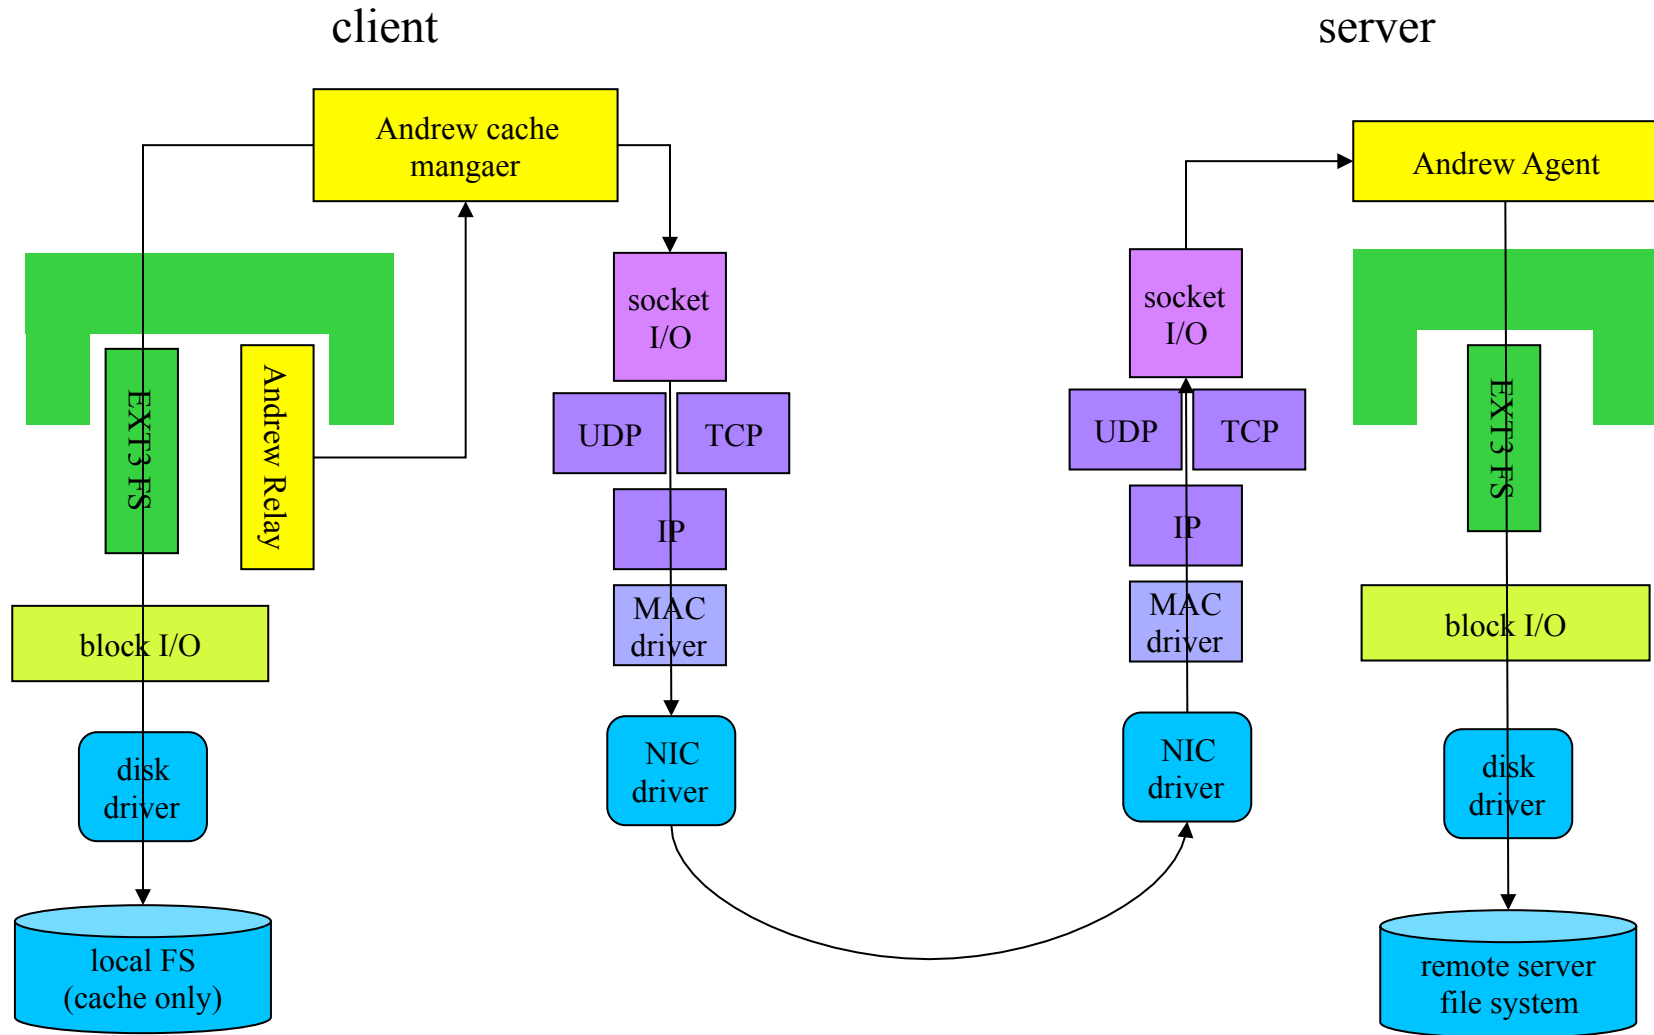 client
server
Andrew cache
mangaer
Andrew Agent
socket
I/O
socket
I/O
EXT3 FS
Andrew Relay
UDP
TCP
UDP
TCP
EXT3 FS
IP
IP
block I/O
MAC
driver
MAC
driver
block I/O
disk
driver
NIC
driver
NIC
driver
disk
driver
local FS
(cache only)
remote server
file system